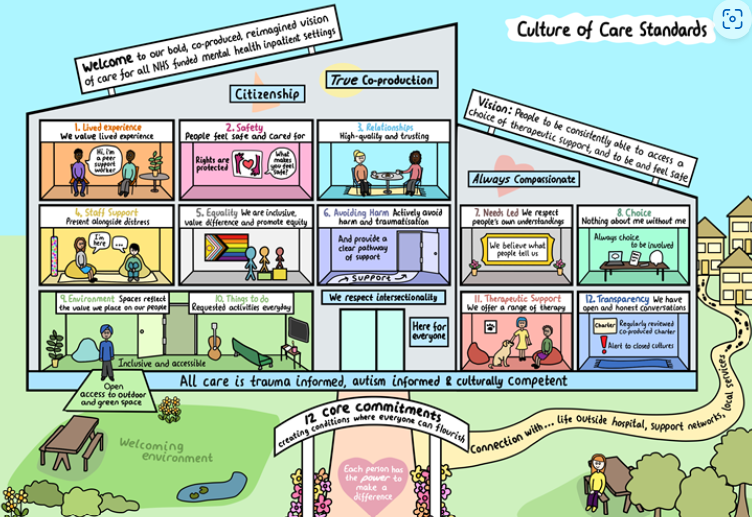 Culture of Care Standards
Welcome to our bold, co-produced, reimagined vision
of care for all NHS funded mental health inpatient settings
Citizenship
True Co-production
Vision: People to be consistently able to access a
choice of therapeutic support, and to be and feel safe
Always Compassionate
1. Lived experience
We value lived experience
Hi, I'm
a peer
support
worker
2. Safety
People feel safe and cared for
Rights are
protected
What
makes
you feel
safe?
3. Relationships
High-quality and trusting
4. Staff Support
Present alongside distress
I'm
here
...
5. Equality We are inclusive,
value difference and promote equity
6. Avoiding Harm Actively avoid
harm and traumatisation
And provide a
clear pathway
of support
Support
7. Needs Led We respect
people's own understandings
We believe what
people tell us
8. Choice
Nothing about me without me
Always choice
to be involved
9. Environment Spaces reflect
the value we place on our people
10. Things to do
Requested activities everyday
Inclusive and accessible
We respect intersectionality
Here for
everyone
11. Therapeutic Support
We offer a range of therapy
12. Transparency We have
open and honest conversations
Charter
Regularly reviewed
co-produced charter
! Alert to closed cultures
All care is trauma informed, autism informed & culturally competent
Open
access to outdoor
and green space
12 core commitments
creating conditions where everyone can flourish
Connection with... life outside hospital, support networks, local services
Welcoming
environment
Each person has
the power to
make a
difference